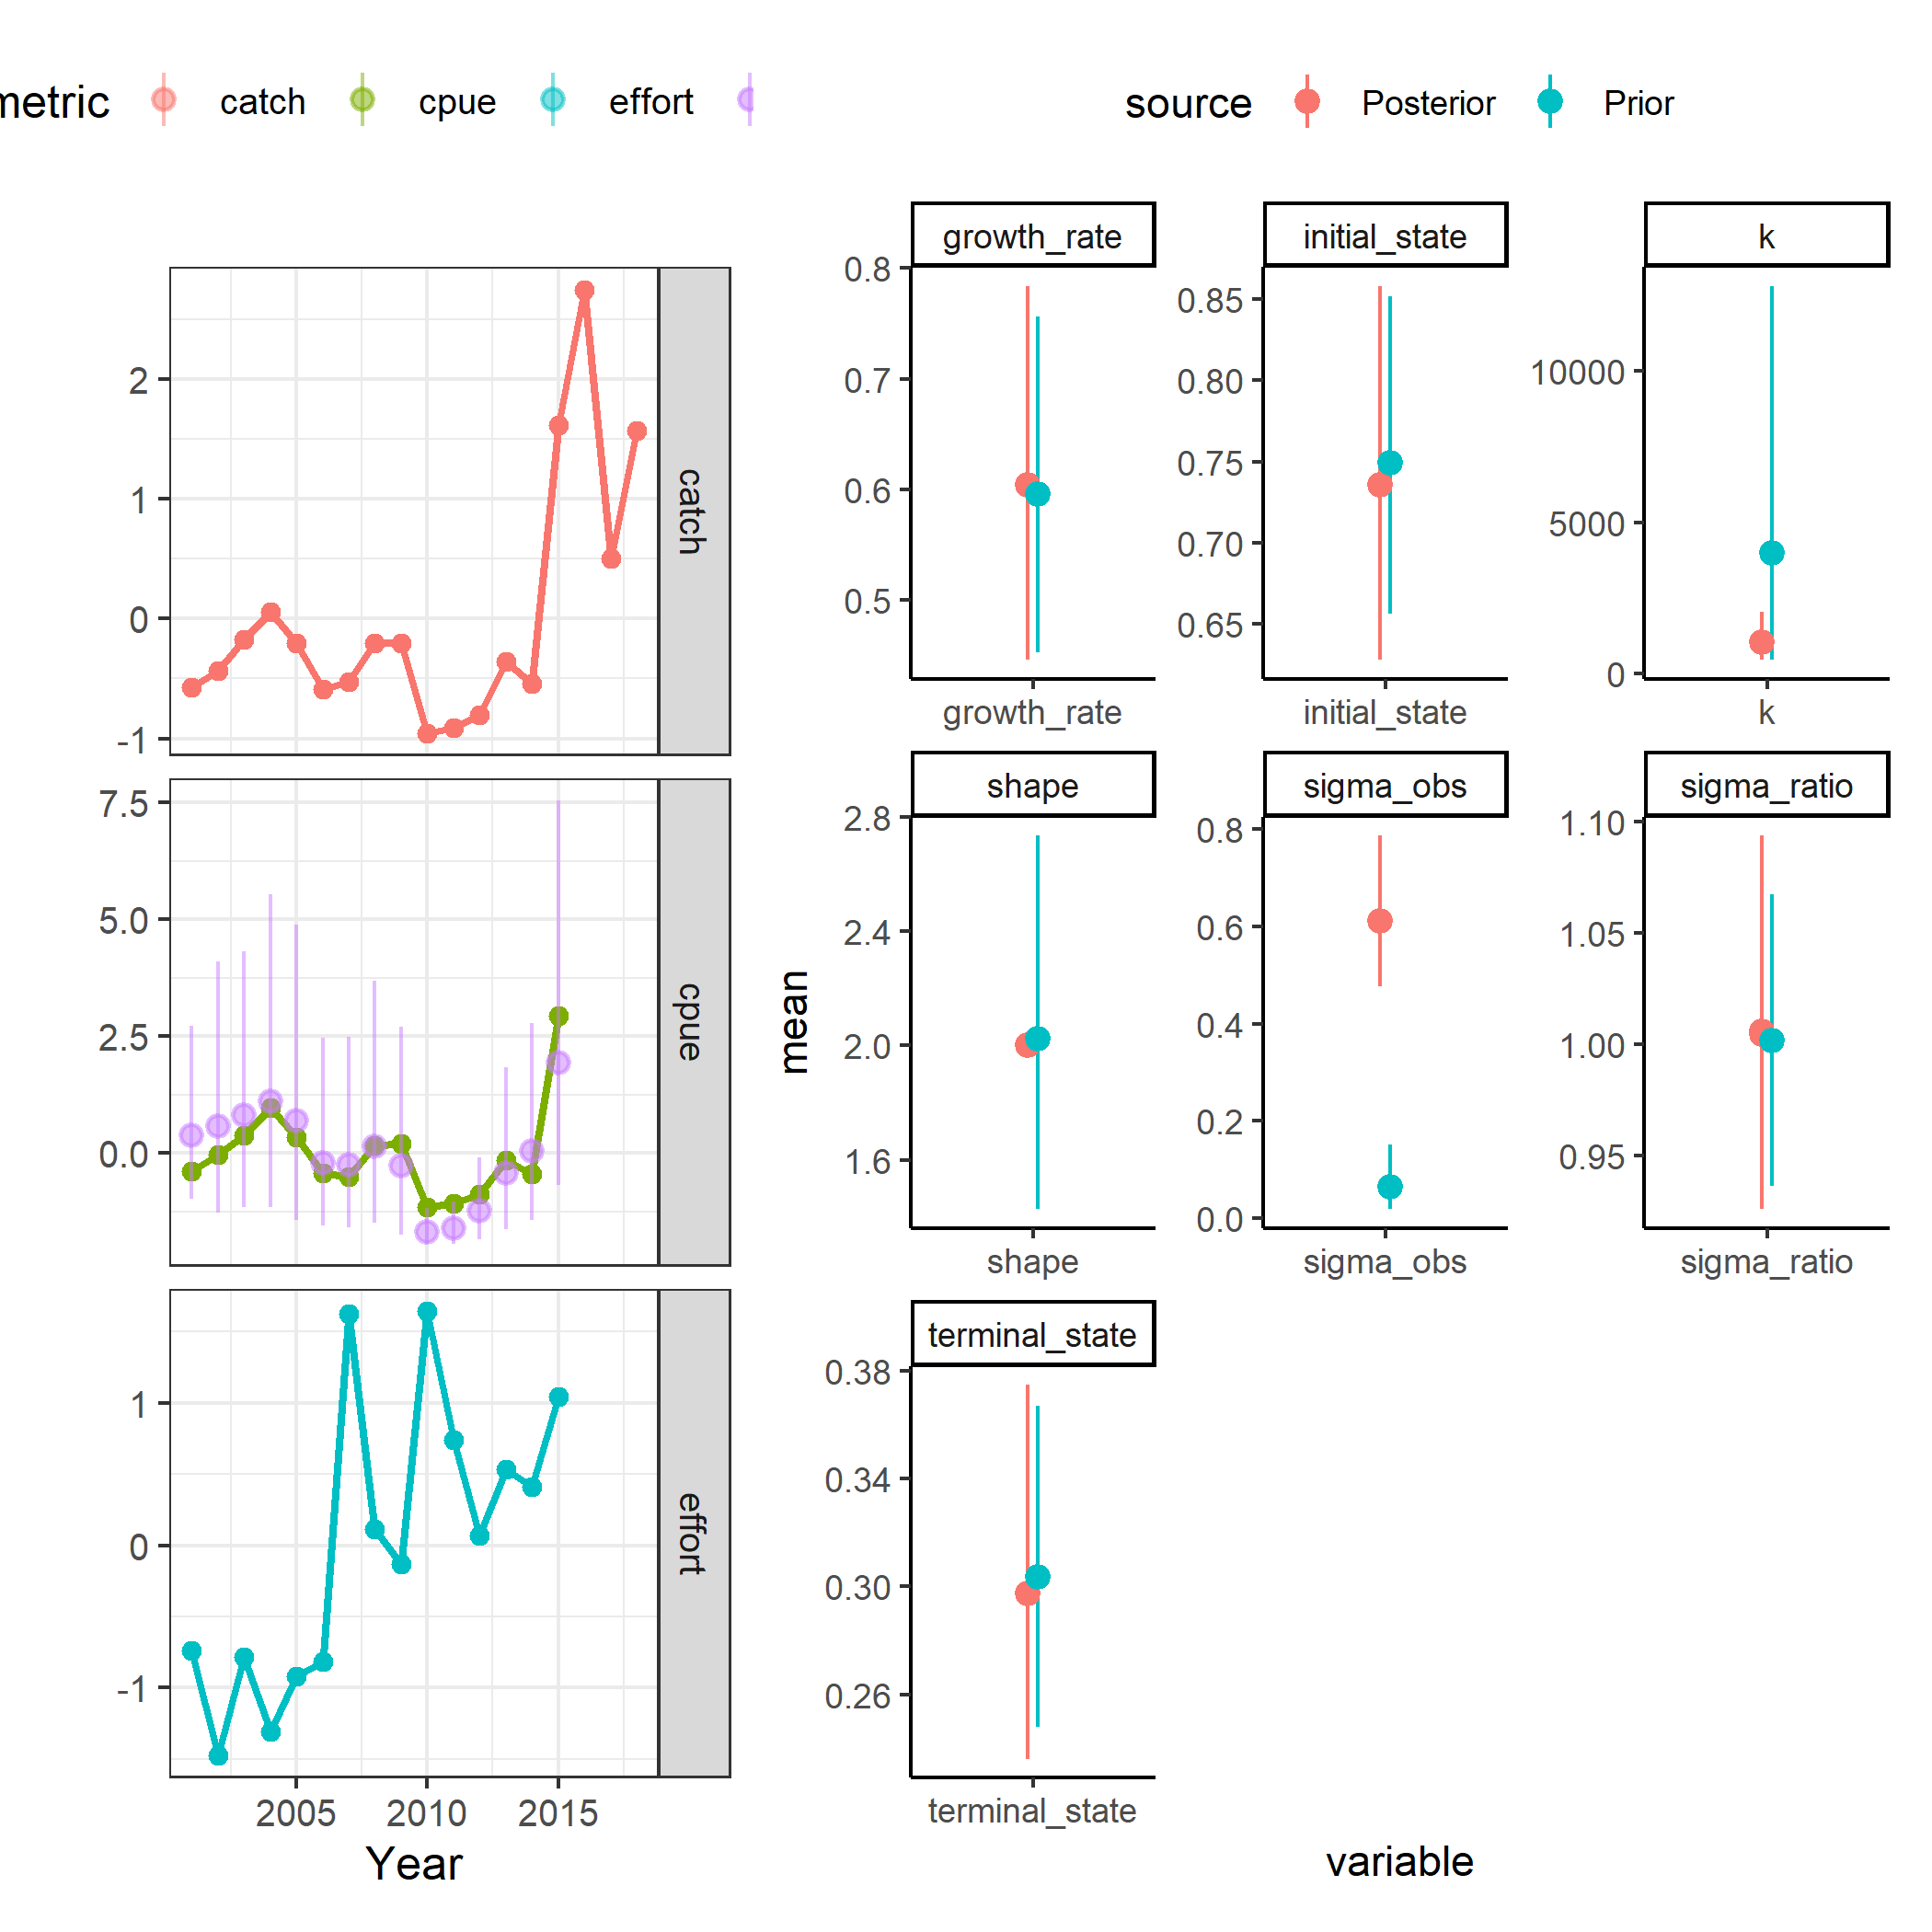 metric catch cpue effort
2
1
0
-1
catch
7.5
5.0
2.5
0.0
cpue
1
0
-1
effort
2005 2010 2015
Year
source Posterior Prior
mean
growth_rate initial_state k
0.8
0.7
0.6
0.5
0.85
0.80
0.75
0.70
0.65
10000
5000
0
growth_rate initial_state k
shape sigma_obs sigma_ratio
2.8
2.4
2.0
1.6
0.8
0.6
0.4
0.2
0.0
1.10
1.05
1.00
0.95
shape sigma_obs sigma_ratio
terminal_state
0.38
0.34
0.30
0.26
terminal_state
variable